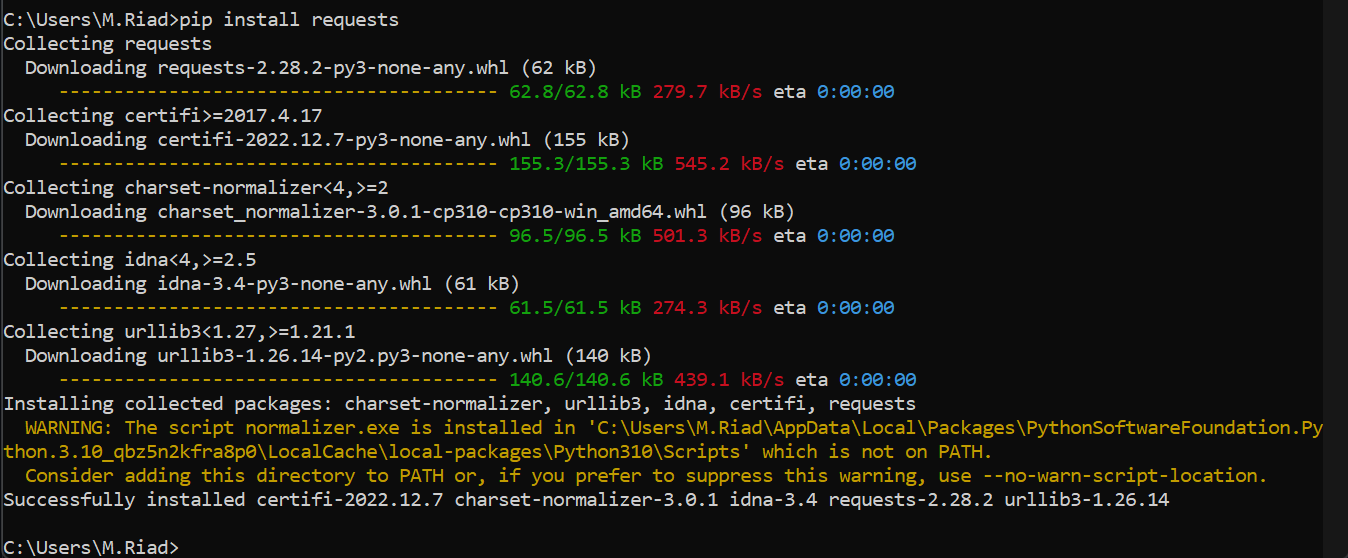 C:\Users\M.Riad>pip install requests
Collecting requests
  Downloading requests-2.28.2-py3-none-any.whl (62 kB)
     ---------------------------------------- 62.8/62.8 kB 279.7 kB/s eta 0:00:00
Collecting certifi>=2017.4.17
  Downloading certifi-2022.12.7-py3-none-any.whl (155 kB)
     ---------------------------------------- 155.3/155.3 kB 545.2 kB/s eta 0:00:00
Collecting charset-normalizer<4,>=2
  Downloading charset_normalizer-3.0.1-cp310-cp310-win_amd64.whl (96 kB)
     ---------------------------------------- 96.5/96.5 kB 501.3 kB/s eta 0:00:00
Collecting idna<4,>=2.5
  Downloading idna-3.4-py3-none-any.whl (61 kB)
     ---------------------------------------- 61.5/61.5 kB 274.3 kB/s eta 0:00:00
Collecting urllib3<1.27,>=1.21.1
  Downloading urllib3-1.26.14-py2.py3-none-any.whl (140 kB)
     ---------------------------------------- 140.6/140.6 kB 439.1 kB/s eta 0:00:00
Installing collected packages: charset-normalizer, urllib3, idna, certifi, requests
  WARNING: The script normalizer.exe is installed in 'C:\Users\M.Riad\AppData\Local\Packages\PythonSoftwareFoundation.Py
thon.3.10_qbz5n2kfra8p0\LocalCache\local-packages\Python310\Scripts' which is not on PATH.
  Consider adding this directory to PATH or, if you prefer to suppress this warning, use --no-warn-script-location.
Successfully installed certifi-2022.12.7 charset-normalizer-3.0.1 idna-3.4 requests-2.28.2 urllib3-1.26.14
C:\Users\M.Riad>